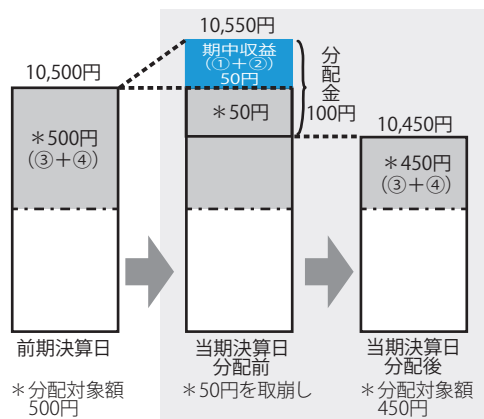 10,550円
期中収益
(①+②)
50円
分配金
100円
10,500円
*500円
(③+④)
*50円
10,450円
*450円
(③+④)
前期決算日
当期決算日
分配前
当期決算日
分配後
*分配対象額
500円
*50円を取崩し
*分配対象額
450円